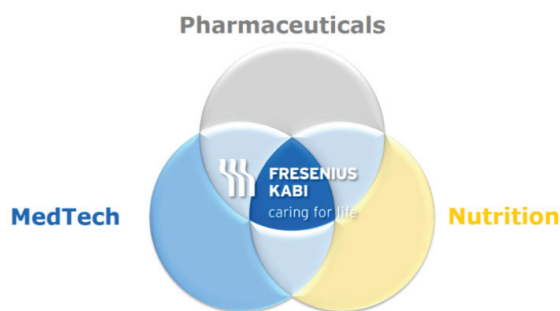 Pharmaceuticals
FRESENIUS
KABI
caring for life
MedTech
Nutrition